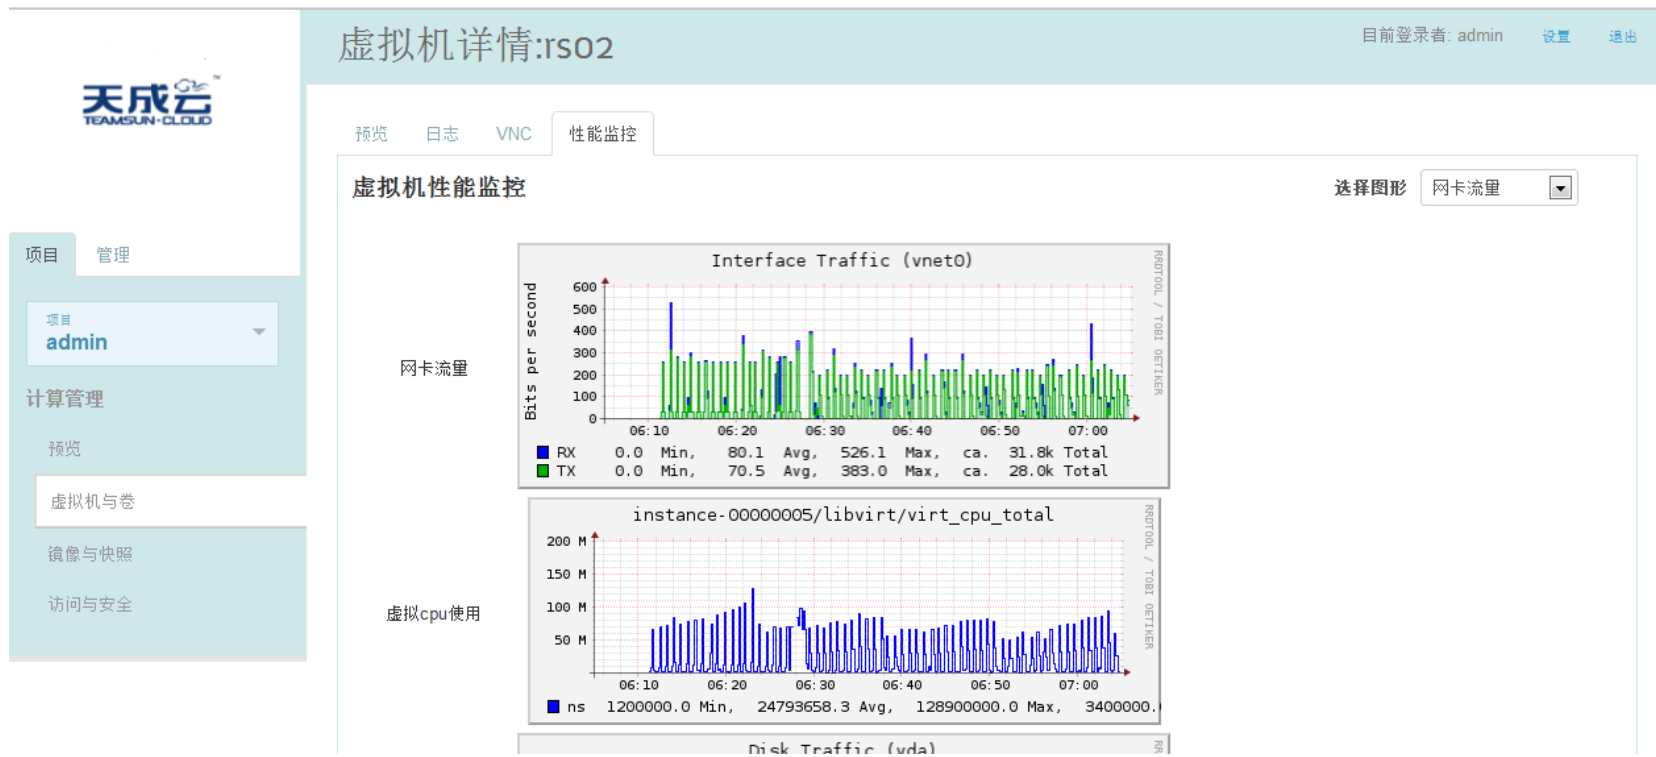 天成云™
TEAMSUN-CLOUD
虚拟机详情:rs02
目前登录者: admin 设置 退出
项目 管理
项目
admin
计算管理
预览
虚拟机与卷
镜像与快照
访问与安全
预览 日志 VNC 性能监控
虚拟机性能监控
选择图形 网卡流量
网卡流量
Interface Traffic (vnet0)
RRDTOOL / TOBI OETIKER
Bits per second
600
500
400
300
200
100
0
06:10 06:20 06:30 06:40 06:50 07:00
RX 0.0 Min, 80.1 Avg, 526.1 Max, ca. 31.8k Total
TX 0.0 Min, 70.5 Avg, 383.0 Max, ca. 28.0k Total
虚拟cpu使用
instance-00000005/libvirt/virt_cpu_total
RRDTOOL / TOBI OETIKER
200 M
150 M
100 M
50 M
06:10 06:20 06:30 06:40 06:50 07:00
ns 1200000.0 Min, 24793658.3 Avg, 128900000.0 Max, 3400000.
Disk Traffic (vda)
RR